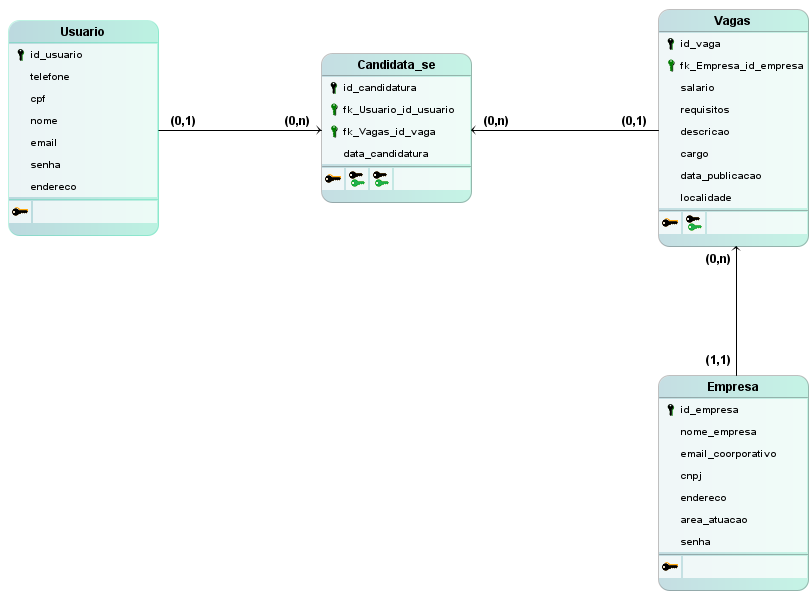 Usuario
id_usuario
telefone
cpf
nome
email
senha
endereco
(0,1)
(0,n)
Candidata_se
id_candidatura
fk_Usuario_id_usuario
fk_Vagas_id_vaga
data_candidatura
(0,n)
(0,1)
Vagas
id_vaga
fk_Empresa_id_empresa
salario
requisitos
descricao
cargo
data_publicacao
localidade
(0,n)
(1,1)
Empresa
id_empresa
nome_empresa
email_coorporativo
cnpj
endereco
area_atuacao
senha